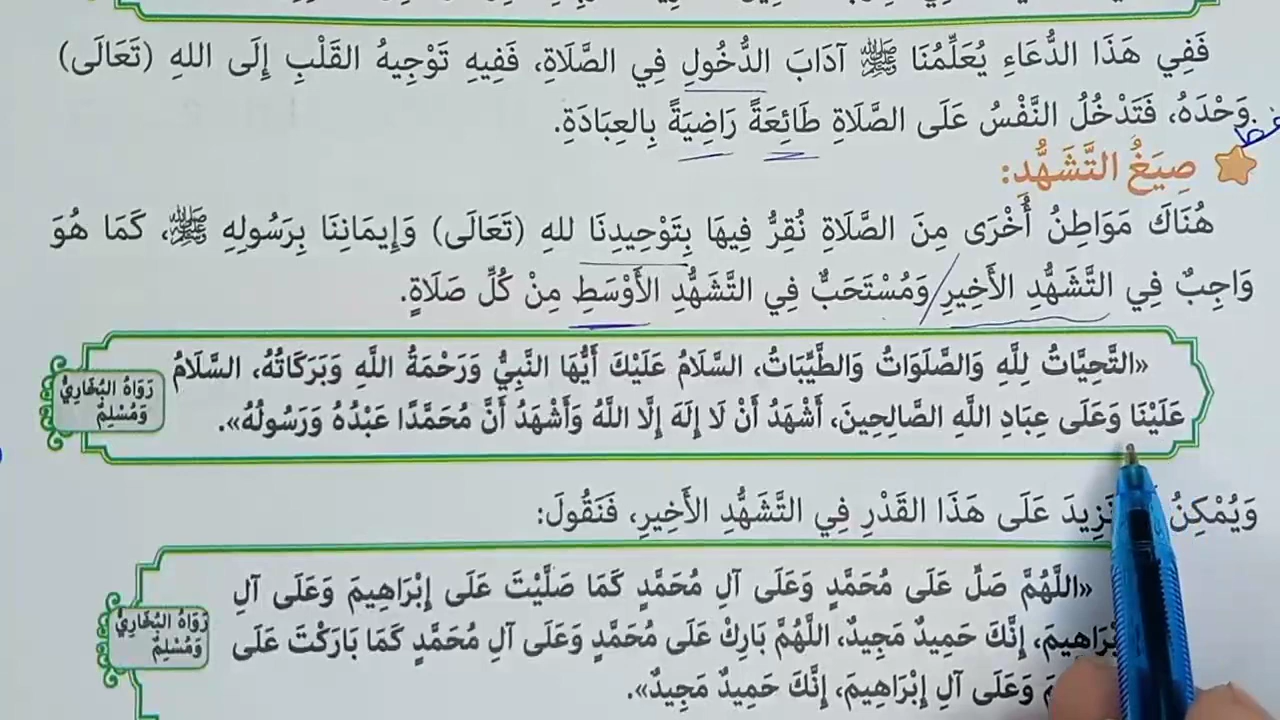 فَفِي هَذَا الدُّعَاءِ يُعَلِّمُنَا ﷺ آدَابَ الدُّخُولِ فِي الصَّلَاةِ، فَفِيهِ تَوْجِيهُ القَلْبِ إِلَى اللهِ (تَعَالَى)
وَحْدَهُ، فَتَدْخُلُ النَّفْسُ عَلَى الصَّلَاةِ طَائِعَةً رَاضِيَةً بِالعِبَادَةِ.
صِيَغُ التَّشَهُّدِ:
هُنَاكَ مَوَاطِنُ أُخْرَى مِنَ الصَّلَاةِ نُقِرُّ فِيهَا بِتَوْحِيدِنَا للهِ (تَعَالَى) وَإِيمَانِنَا بِرَسُولِهِ ﷺ، كَمَا هُوَ
وَاجِبٌ فِي التَّشَهُّدِ الأَخِيرِ وَمُسْتَحَبٌّ فِي التَّشَهُّدِ الأَوْسَطِ مِنْ كُلِّ صَلَاةٍ.
«التَّحِيَّاتُ لِلَّهِ وَالصَّلَوَاتُ وَالطَّيِّبَاتُ، السَّلَامُ عَلَيْكَ أَيُّهَا النَّبِيُّ وَرَحْمَةُ اللَّهِ وَبَرَكَاتُهُ، السَّلَامُ
عَلَيْنَا وَعَلَى عِبَادِ اللَّهِ الصَّالِحِينَ، أَشْهَدُ أَنْ لَا إِلَهَ إِلَّا اللَّهُ وَأَشْهَدُ أَنَّ مُحَمَّدًا عَبْدُهُ وَرَسُولُهُ».
رَوَاهُ البُخَارِيُّ
وَمُسْلِمٌ
وَيُمْكِنُ نَزِيدَ عَلَى هَذَا القَدْرِ فِي التَّشَهُّدِ الأَخِيرِ، فَنَقُولَ:
«اللَّهُمَّ صَلِّ عَلَى مُحَمَّدٍ وَعَلَى آلِ مُحَمَّدٍ كَمَا صَلَّيْتَ عَلَى إِبْرَاهِيمَ وَعَلَى آلِ
إِبْرَاهِيمَ، إِنَّكَ حَمِيدٌ مَجِيدٌ، اللَّهُمَّ بَارِكْ عَلَى مُحَمَّدٍ وَعَلَى آلِ مُحَمَّدٍ كَمَا بَارَكْتَ عَلَى
وَعَلَى آلِ إِبْرَاهِيمَ، إِنَّكَ حَمِيدٌ مَجِيدٌ».
رَوَاهُ البُخَارِيُّ
وَمُسْلِمٌ